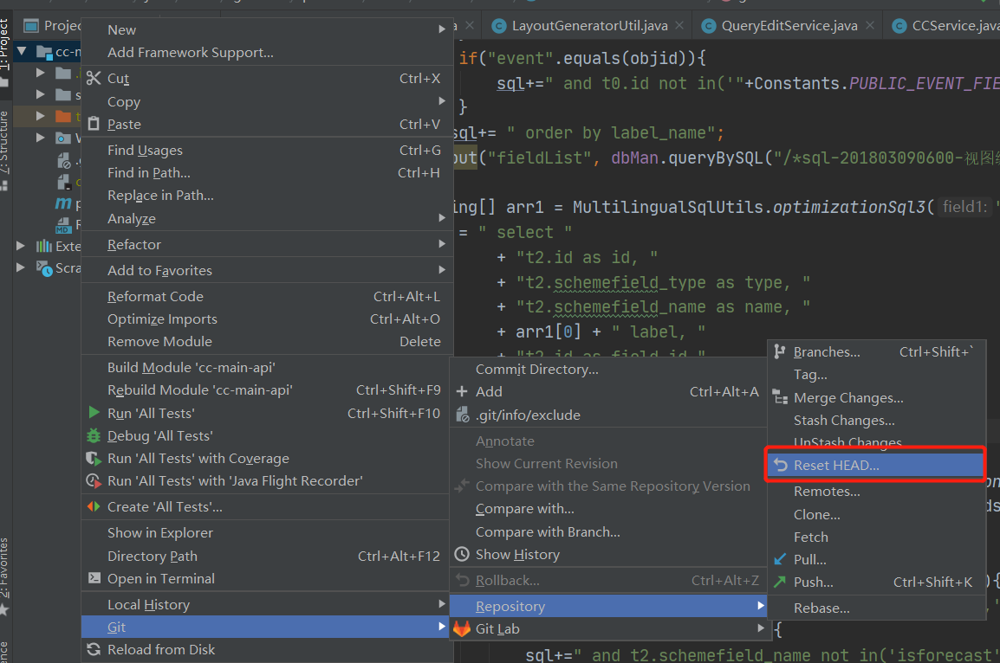 1: Project
Z: Structure
2: Favorites
Projec
LayoutGeneratorUtil.java
QueryEditService.java
CCService.java
cc-m
New
Add Framework Support...
Cut Ctrl+X
Copy
Paste Ctrl+V
Find Usages Ctrl+G
Find in Path... Ctrl+H
Replace in Path...
Analyze
Refactor
Add to Favorites
Reformat Code Ctrl+Alt+L
Optimize Imports Ctrl+Alt+O
Remove Module Delete
Build Module 'cc-main-api'
Rebuild Module 'cc-main-api' Ctrl+Shift+F9
Run 'All Tests' Ctrl+Shift+F10
Debug 'All Tests'
Run 'All Tests' with Coverage
Run 'All Tests' with 'Java Flight Recorder'
Create 'All Tests'...
Show in Explorer
Directory Path Ctrl+Alt+F12
Open in Terminal
Local History
Git
Reload from Disk
Exte
Scra
if("event".equals(objid)){
sql+=" and t0.id not in('"+Constants.PUBLIC_EVENT_FIE
}
sql+= " order by label_name";
out("fieldList", dbMan.queryBySQL("/*sql-201803090600-视图编
ing[] arr1 = MultilingualSqlUtils.optimizationSql3( field1: "
= " select "
+ "t2.id as id, "
+ "t2.schemefield_type as type, "
+ "t2.schemefield_name as name, "
+ arr1[0] + " label, "
+ "t2.id as field_id,"
Commit Directory...
Add Ctrl+Alt+A
.git/info/exclude
Annotate
Show Current Revision
Compare with the Same Repository Version
Compare with...
Compare with Branch...
Show History
Rollback... Ctrl+Alt+Z
Repository
Git Lab
Branches... Ctrl+Shift+`
Tag...
Merge Changes...
Stash Changes...
UnStash Changes...
Reset HEAD...
Remotes...
Clone...
Fetch
Pull...
Push... Ctrl+Shift+K
Rebase...
){
{
sql+=" and t2.schemefield_name not in('isforecast'